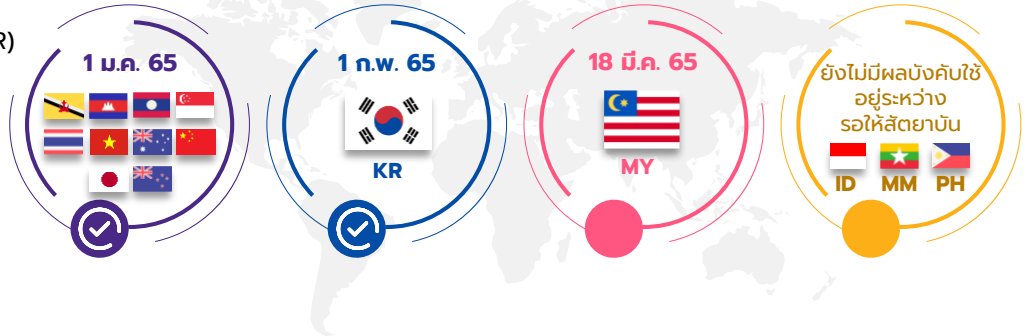 R)
1 ม.ค. 65
1 ก.พ. 65
KR
18 มี.ค. 65
MY
ยังไม่มีผลบังคับใช้
อยู่ระหว่าง
รอให้สัตยาบัน
ID MM PH